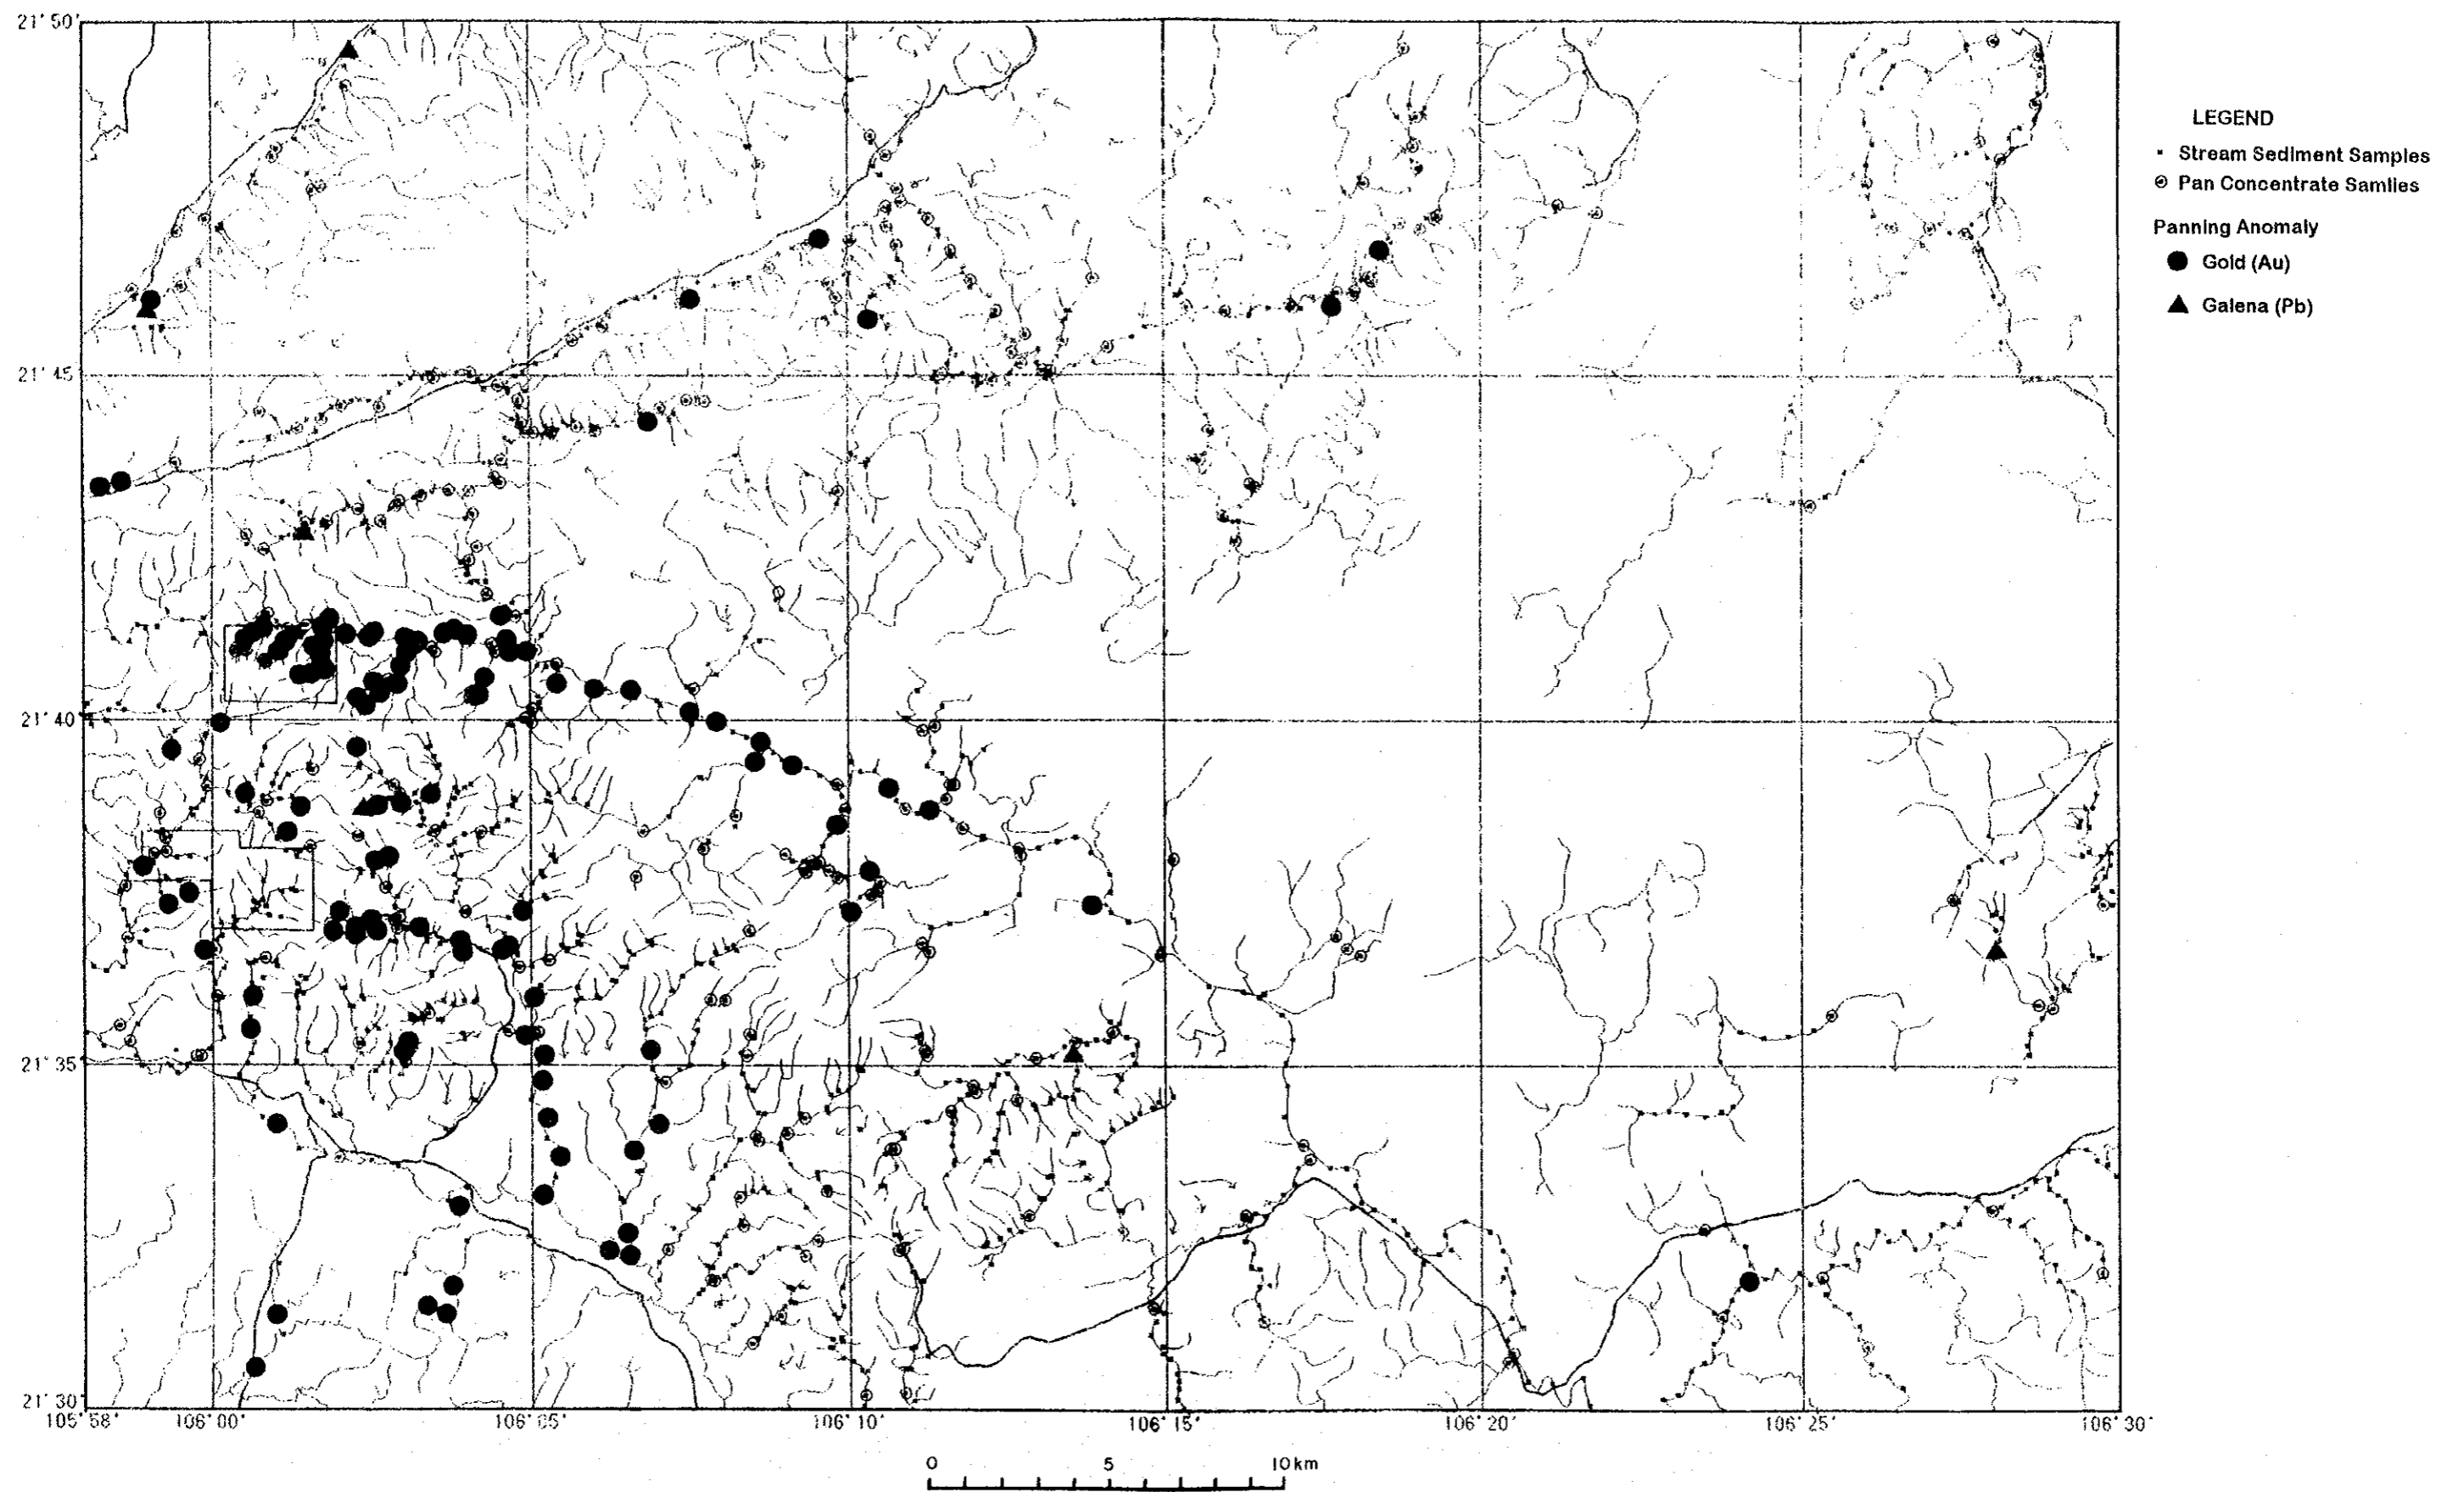 21°50'
LEGEND
Stream Sediment Samples
Pan Concentrate Samlies
Panning Anomaly
Gold (Au)
Galena (Pb)
21°45'
21°40'
21°35'
21°30'
105°58' 106°00' 106°05' 106°10' 106°15' 106°20' 106°25' 106°30'
0 5 10km